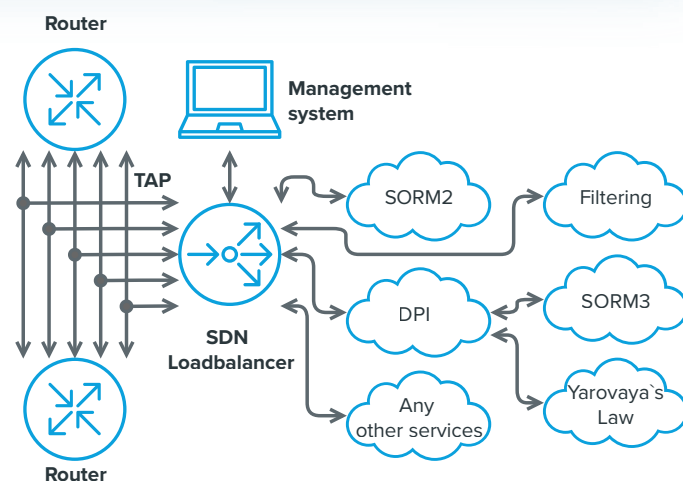 Router
Management
system
TAP
SORM2
Filtering
DPI
SORM3
SDN
Loadbalancer
Any
other services
Yarovaya`s
Law
Router